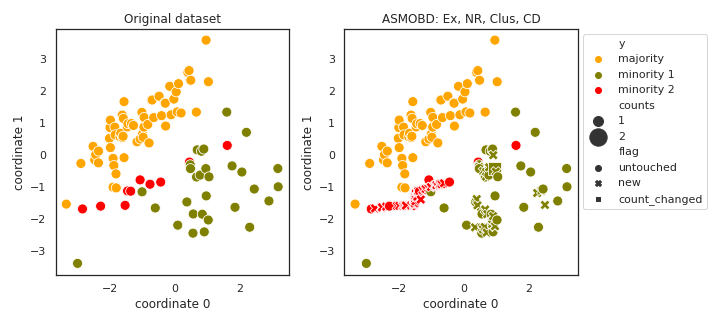 Original dataset
ASMOBD: Ex, NR, Clus, CD
coordinate 1
3
2
1
0
−1
−2
−3
−2
0
2
coordinate 0
coordinate 1
3
2
1
0
−1
−2
−3
−2
0
2
coordinate 0
y
majority
minority 1
minority 2
counts
1
2
flag
untouched
new
count_changed